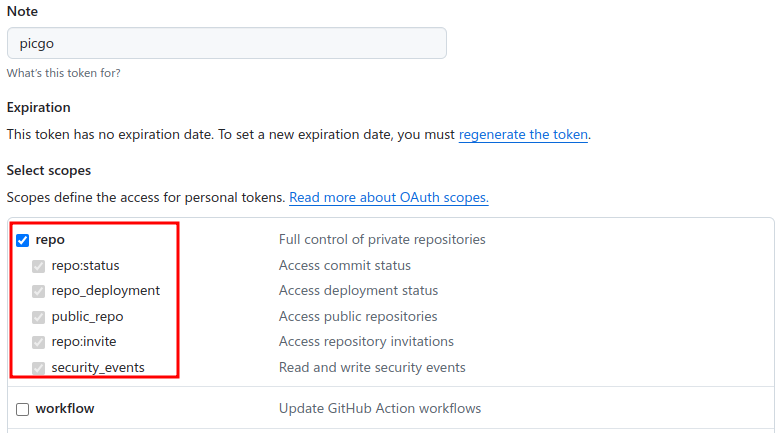 Note
picgo
What's this token for?
Expiration
This token has no expiration date. To set a new expiration date, you must regenerate the token.
Select scopes
Scopes define the access for personal tokens. Read more about OAuth scopes.
repo Full control of private repositories
repo:status Access commit status
repo_deployment Access deployment status
public_repo Access public repositories
repo:invite Access repository invitations
security_events Read and write security events
workflow Update GitHub Action workflows